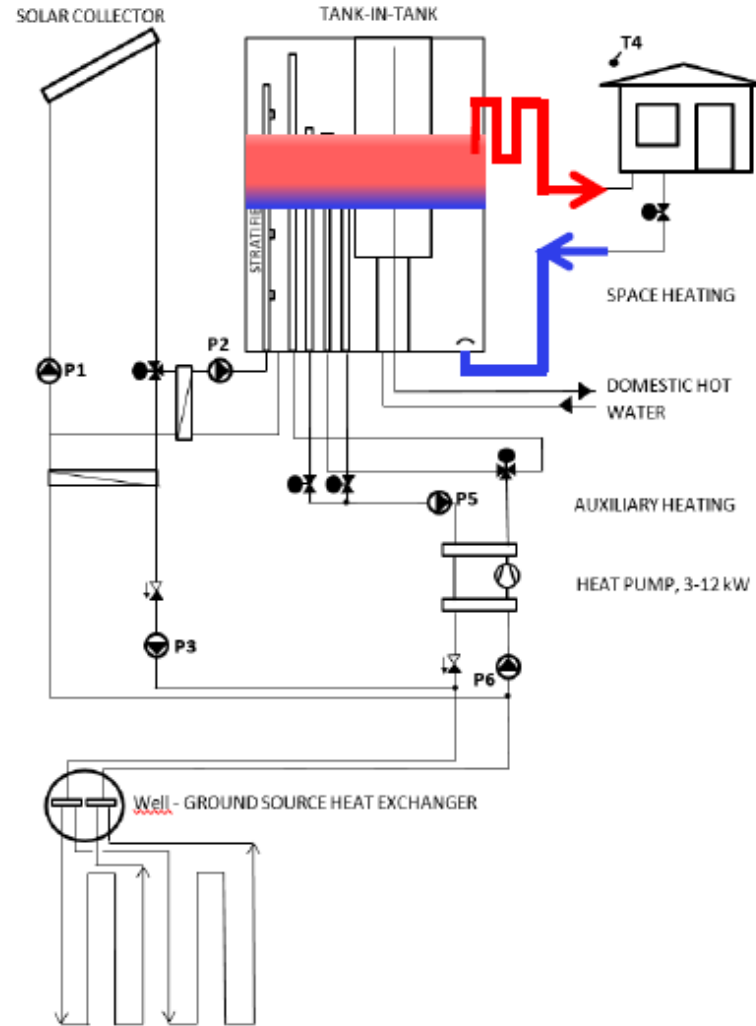 SOLAR COLLECTOR
TANK-IN-TANK
T4
STRATIFIE
SPACE HEATING
P1
P2
DOMESTIC HOT
WATER
P5
AUXILIARY HEATING
HEAT PUMP, 3-12 kW
P3
P6
Well - GROUND SOURCE HEAT EXCHANGER